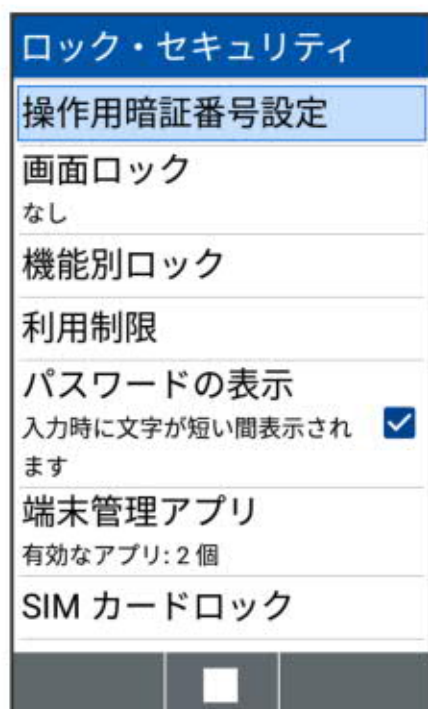 ロック・セキュリティ
操作用暗証番号設定
画面ロック
なし
機能別ロック
利用制限
パスワードの表示
入力時に文字が短い間表示され
ます
端末管理アプリ
有効なアプリ: 2 個
SIM カードロック